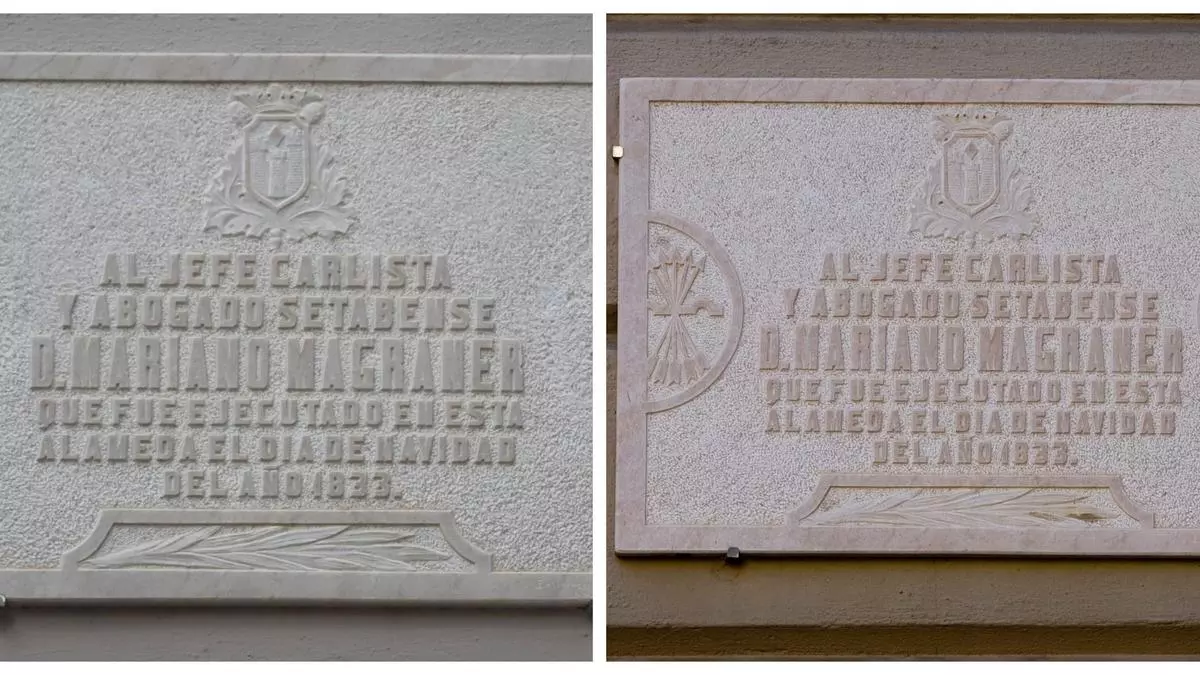 AL JEFE CARLISTA
Y ABOGADO SETABENSE
D. MARIANO MAGRANER
QUE FUE EJECUTADO EN ESTA
ALAMEDA EL DIA DE NAVIDAD
DEL AÑO 1833.
AL JEFE CARLISTA
Y ABOGADO SETABENSE
D. MARIANO MAGRANER
QUE FUE EJECUTADO EN ESTA
ALAMEDA EL DIA DE NAVIDAD
DEL AÑO 1833.